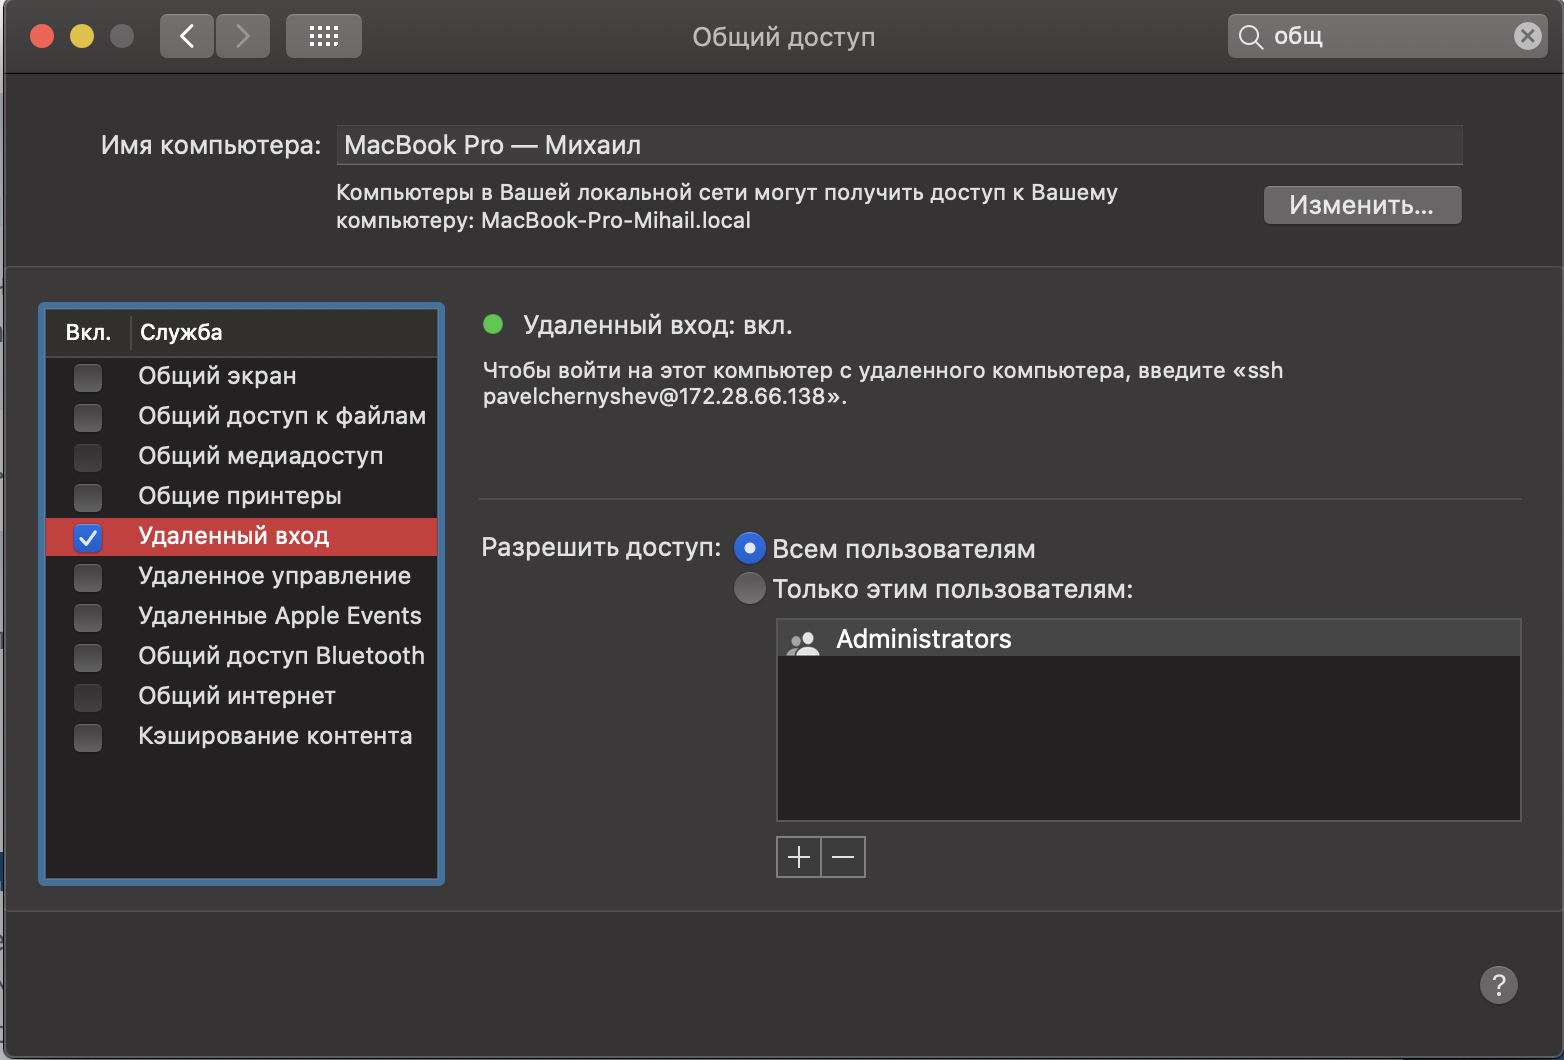 Общий доступ
общ
Имя компьютера: MacBook Pro — Михаил
Компьютеры в Вашей локальной сети могут получить доступ к Вашему
компьютеру: MacBook-Pro-Mihail.local
Изменить...
Вкл. Служба
Общий экран
Общий доступ к файлам
Общий медиадоступ
Общие принтеры
Удаленный вход
Удаленное управление
Удаленные Apple Events
Общий доступ Bluetooth
Общий интернет
Кэширование контента
Удаленный вход: вкл.
Чтобы войти на этот компьютер с удаленного компьютера, введите «ssh
pavelchernyshev@172.28.66.138».
Разрешить доступ: Всем пользователям
Только этим пользователям:
Administrators
?